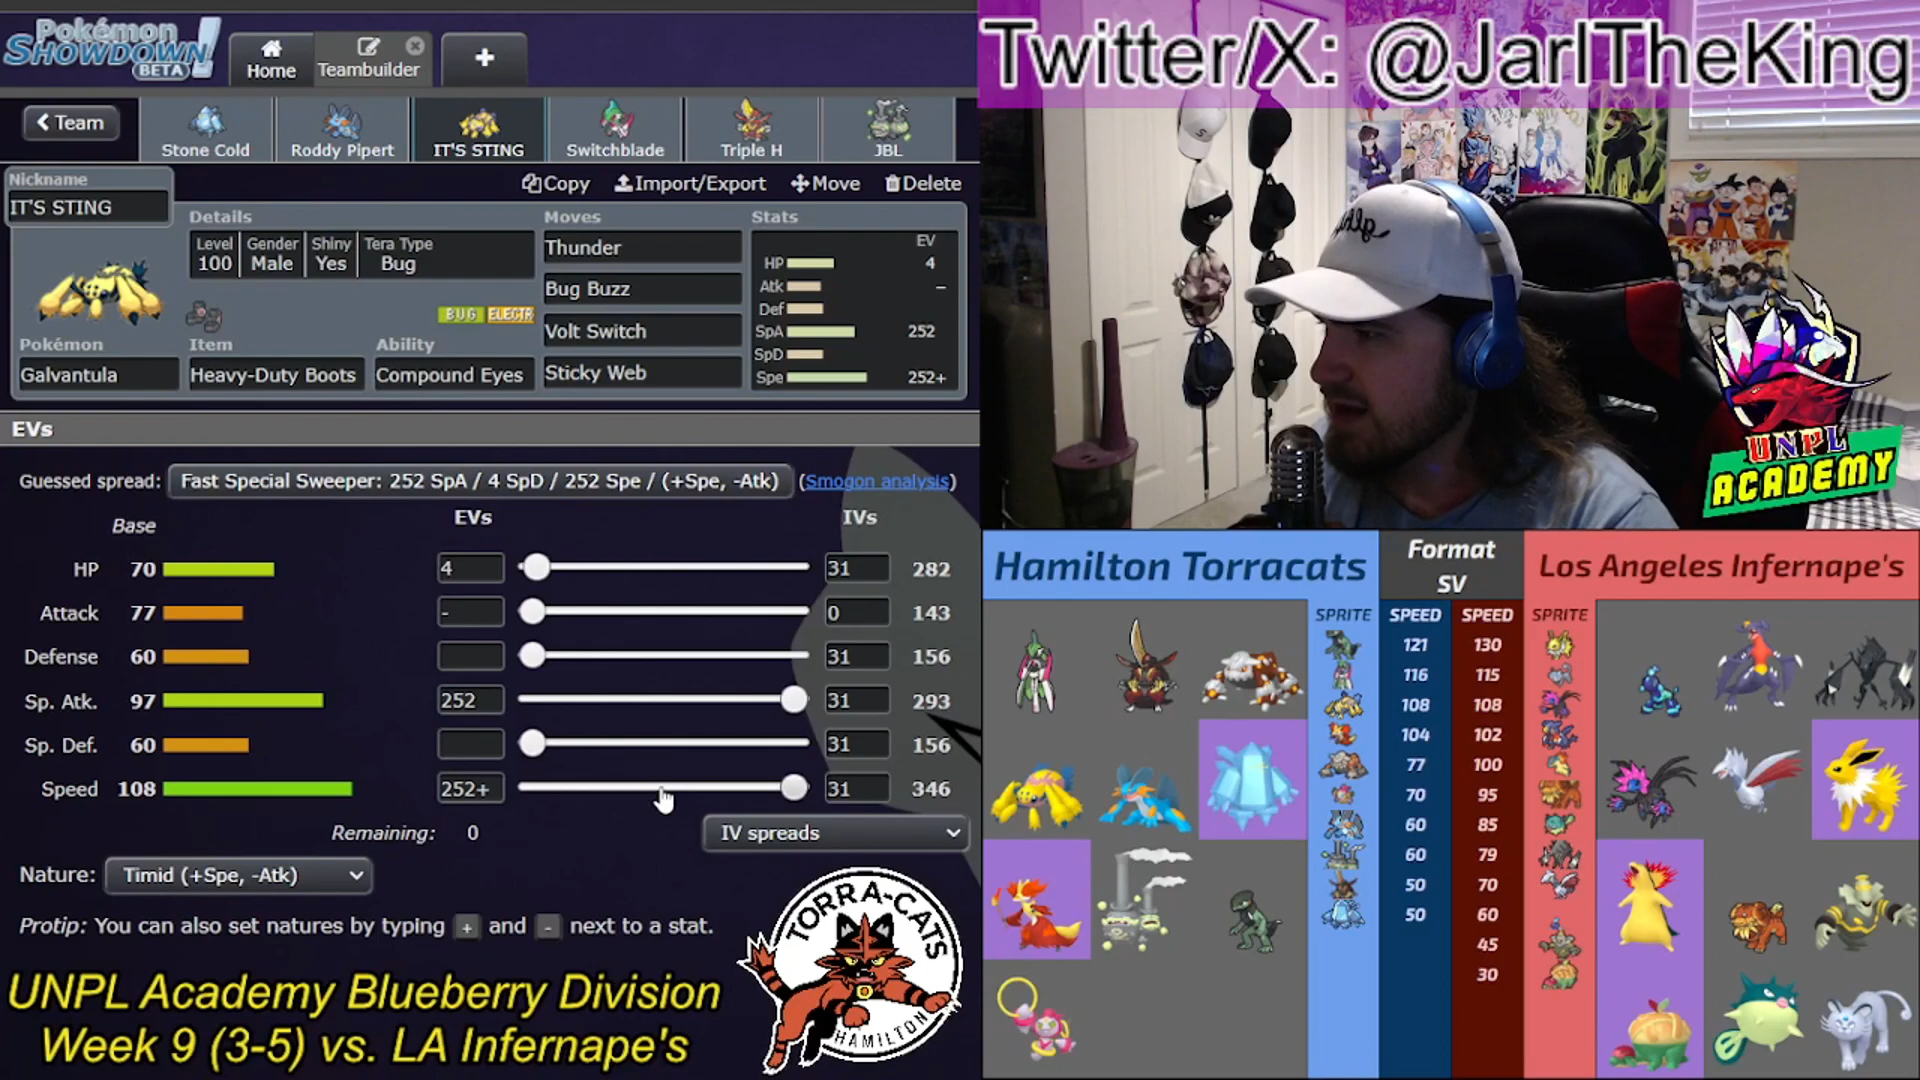 Pokémon
SHOWDOWN!
BETA
Home
Teambuilder
+
Twitter/X: @JarlTheKing
Team
Stone Cold
Roddy Pipert
IT'S STING
Switchblade
Triple H
JBL
Copy
Import/Export
Move
Delete
Nickname
IT'S STING
Details
Moves
Stats
Level
100
Gender
Male
Shiny
Yes
Tera Type
Bug
Thunder
Bug Buzz
Volt Switch
Sticky Web
EV
HP 4
Atk –
Def
SpA 252
SpD
Spe 252+
BUG ELECTR
Pokémon
Galvantula
Item
Heavy-Duty Boots
Ability
Compound Eyes
EVs
Guessed spread: Fast Special Sweeper: 252 SpA / 4 SpD / 252 Spe / (+Spe, -Atk) (Smogon analysis)
Base EVs IVs
HP 70 4 31 282
Attack 77 - 0 143
Defense 60 31 156
Sp. Atk. 97 252 31 293
Sp. Def. 60 31 156
Speed 108 252+ 31 346
Remaining: 0
IV spreads
Nature: Timid (+Spe, -Atk)
Protip: You can also set natures by typing + and - next to a stat.
UNPL Academy Blueberry Division
Week 9 (3-5) vs. LA Infernape's
TORRA-CATS
HAMILTON
UNPL
ACADEMY
Hamilton Torracats
Format
SV
Los Angeles Infernape's
SPRITE SPEED SPEED SPRITE
121 130
116 115
108 108
104 102
77 100
70 95
60 85
60 79
50 70
50 60
45
30